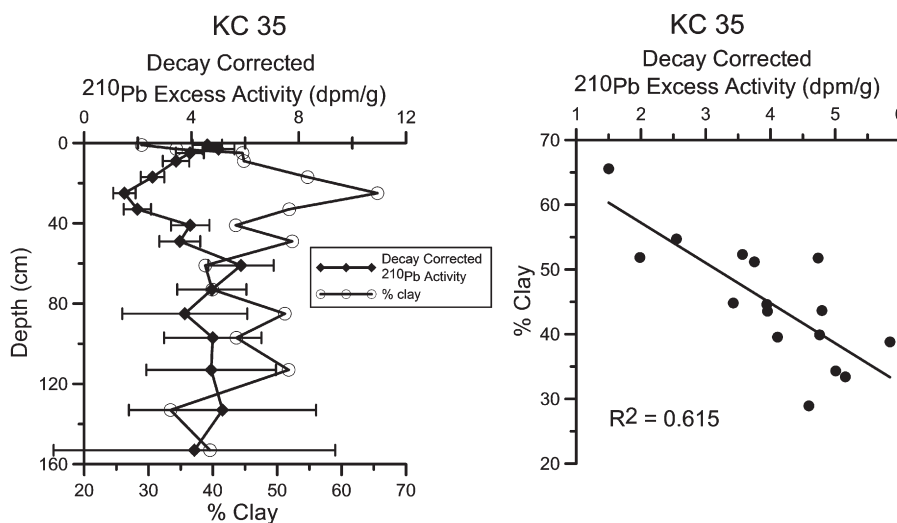 KC 35
Decay Corrected
210Pb Excess Activity (dpm/g)
0 4 8 12
0
40
80
120
160
Depth (cm)
20 30 40 50 60 70
% Clay
Decay Corrected
210Pb Activity
% clay
KC 35
Decay Corrected
210Pb Excess Activity (dpm/g)
1 2 3 4 5 6
70
60
50
40
30
20
% Clay
R2 = 0.615